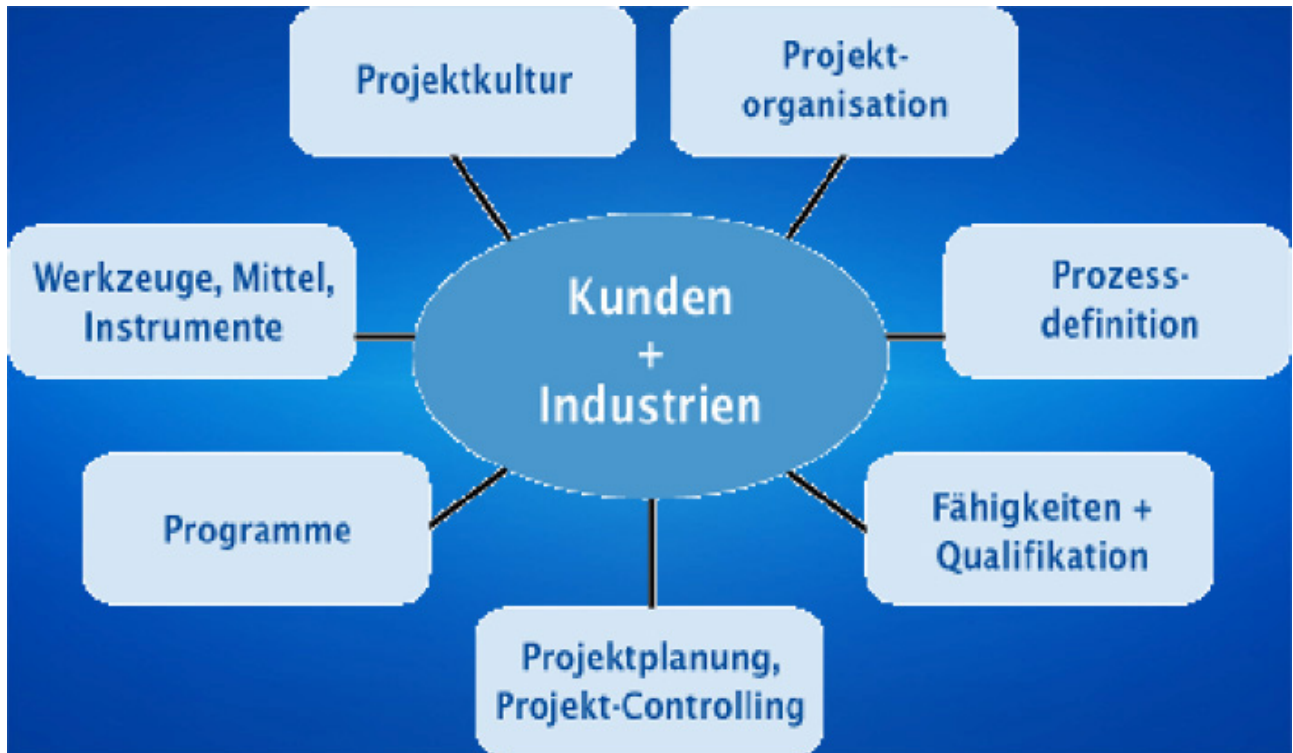 Projektkultur
Projekt-
organisation
Werkzeuge, Mittel,
Instrumente
Kunden
+
Industrien
Prozess-
definition
Programme
Fähigkeiten +
Qualifikation
Projektplanung,
Projekt-Controlling